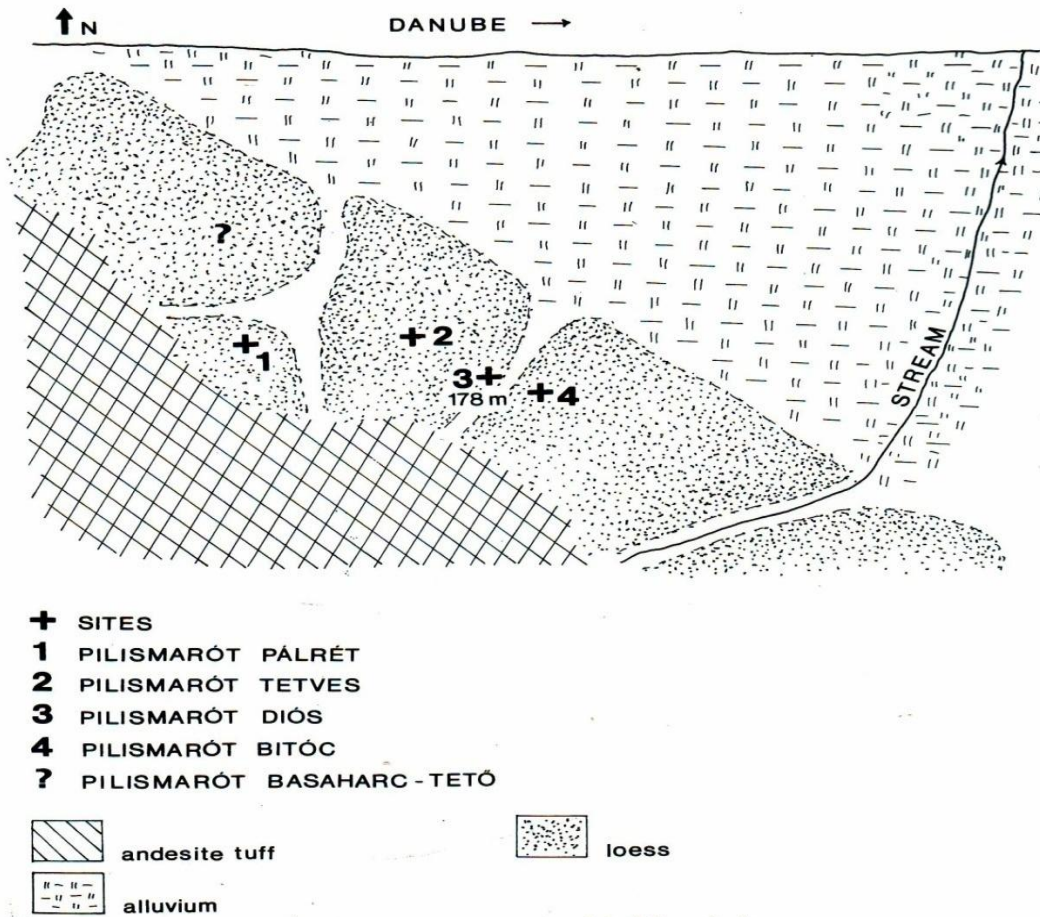 N
DANUBE →
?
2
1
3
178 m
4
STREAM
+ SITES
1 PILISMARÓT PÁLRÉT
2 PILISMARÓT TETVES
3 PILISMARÓT DIÓS
4 PILISMARÓT BITÓC
? PILISMARÓT BASAHARC-TETŐ
andesite tuff
loess
alluvium